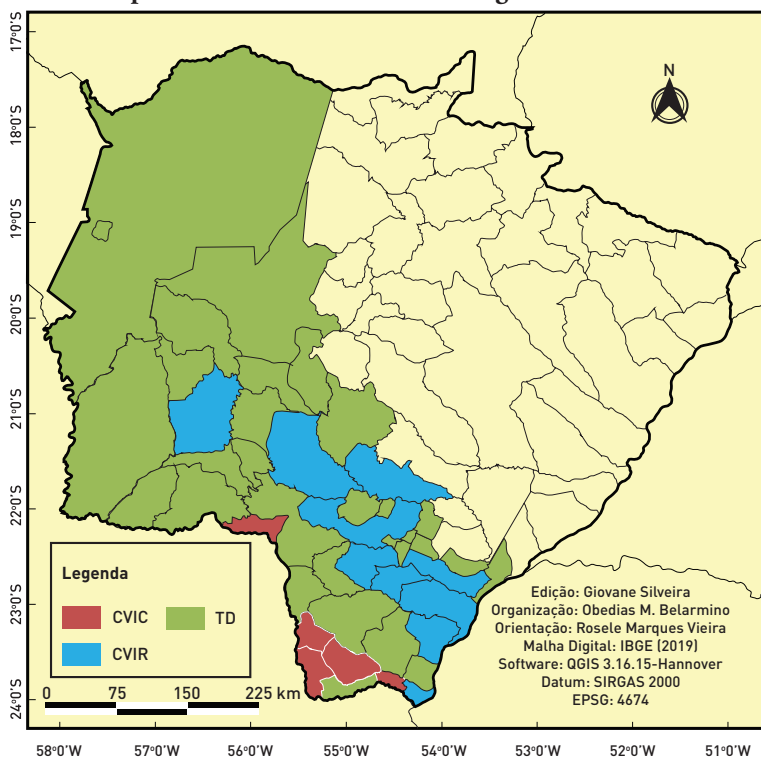 17°0'S
18°0'S
19°0'S
20°0'S
21°0'S
22°0'S
23°0'S
24°0'S
N
Legenda
CVIC
TD
CVIR
0 75 150 225 km
Edição: Giovane Silveira
Organização: Obedias M. Belarmino
Orientação: Rosele Marques Vieira
Malha Digital: IBGE (2019)
Software: QGIS 3.16.15-Hannover
Datum: SIRGAS 2000
EPSG: 4674
58°0'W 57°0'W 56°0'W 55°0'W 54°0'W 53°0'W 52°0'W 51°0'W